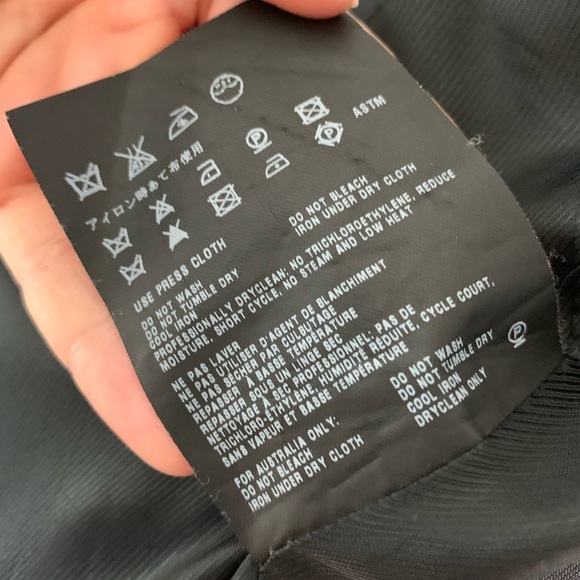 アイロン時あて布使用
ASTM
USE PRESS CLOTH
DO NOT WASH
DO NOT TUMBLE DRY
COOL IRON
DO NOT BLEACH
IRON UNDER DRY CLOTH
PROFESSIONALLY DRYCLEAN: NO TRICHLOROETHYLENE, REDUCE
MOISTURE, SHORT CYCLE, NO STEAM AND LOW HEAT
NE PAS LAVER
NE PAS UTILISER D'AGENT DE BLANCHIMENT
NE PAS SECHER PAR CULBUTAGE
REPASSER A BASSE TEMPERATURE
REPASSER SOUS UN LINGE SEC
NETTOYAGE A SEC PROFESSIONNEL: PAS DE
TRICHLORO-ETHYLEN, HUMIDITE REDUITE, CYCLE COURT,
SANS VAPEUR ET BASSE TEMPERATURE
FOR AUSTRALIA ONLY:
DO NOT BLEACH
IRON UNDER DRY CLOTH
DO NOT WASH
DO NOT TUMBLE DRY
COOL IRON
DRYCLEAN ONLY
P